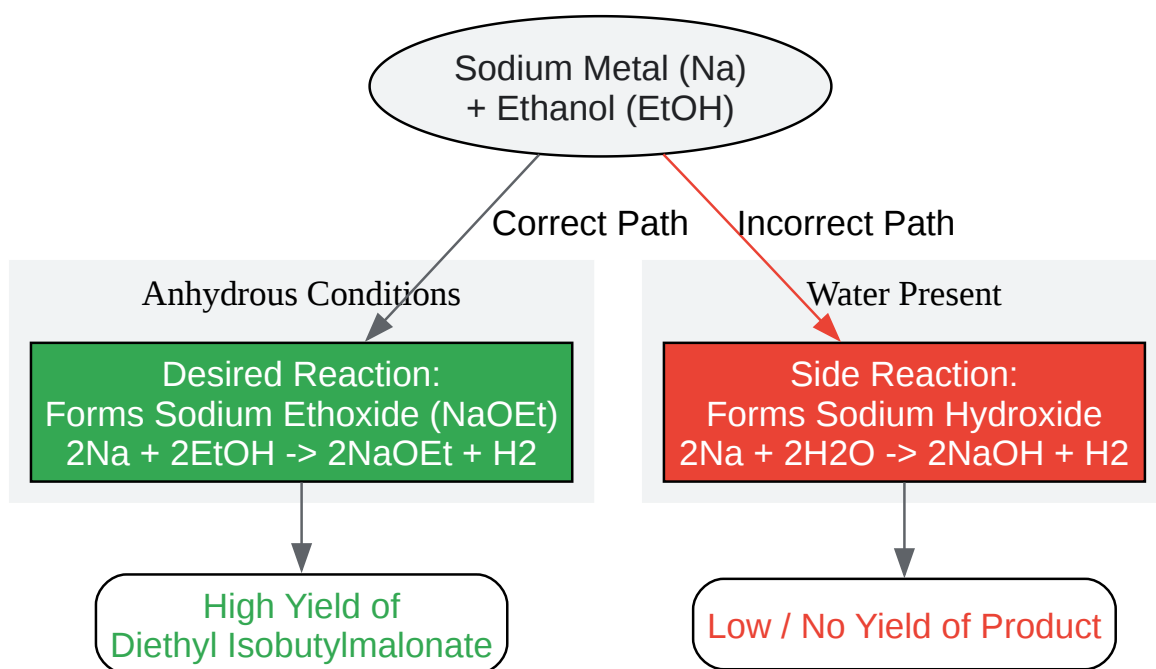 Sodium Metal (Na)
+ Ethanol (EtOH)
Correct Path
Incorrect Path
Anhydrous Conditions
Desired Reaction:
Forms Sodium Ethoxide (NaOEt)
2Na + 2EtOH -> 2NaOEt + H2
High Yield of
Diethyl Isobutylmalonate
Water Present
Side Reaction:
Forms Sodium Hydroxide
2Na + 2H2O -> 2NaOH + H2
Low / No Yield of Product